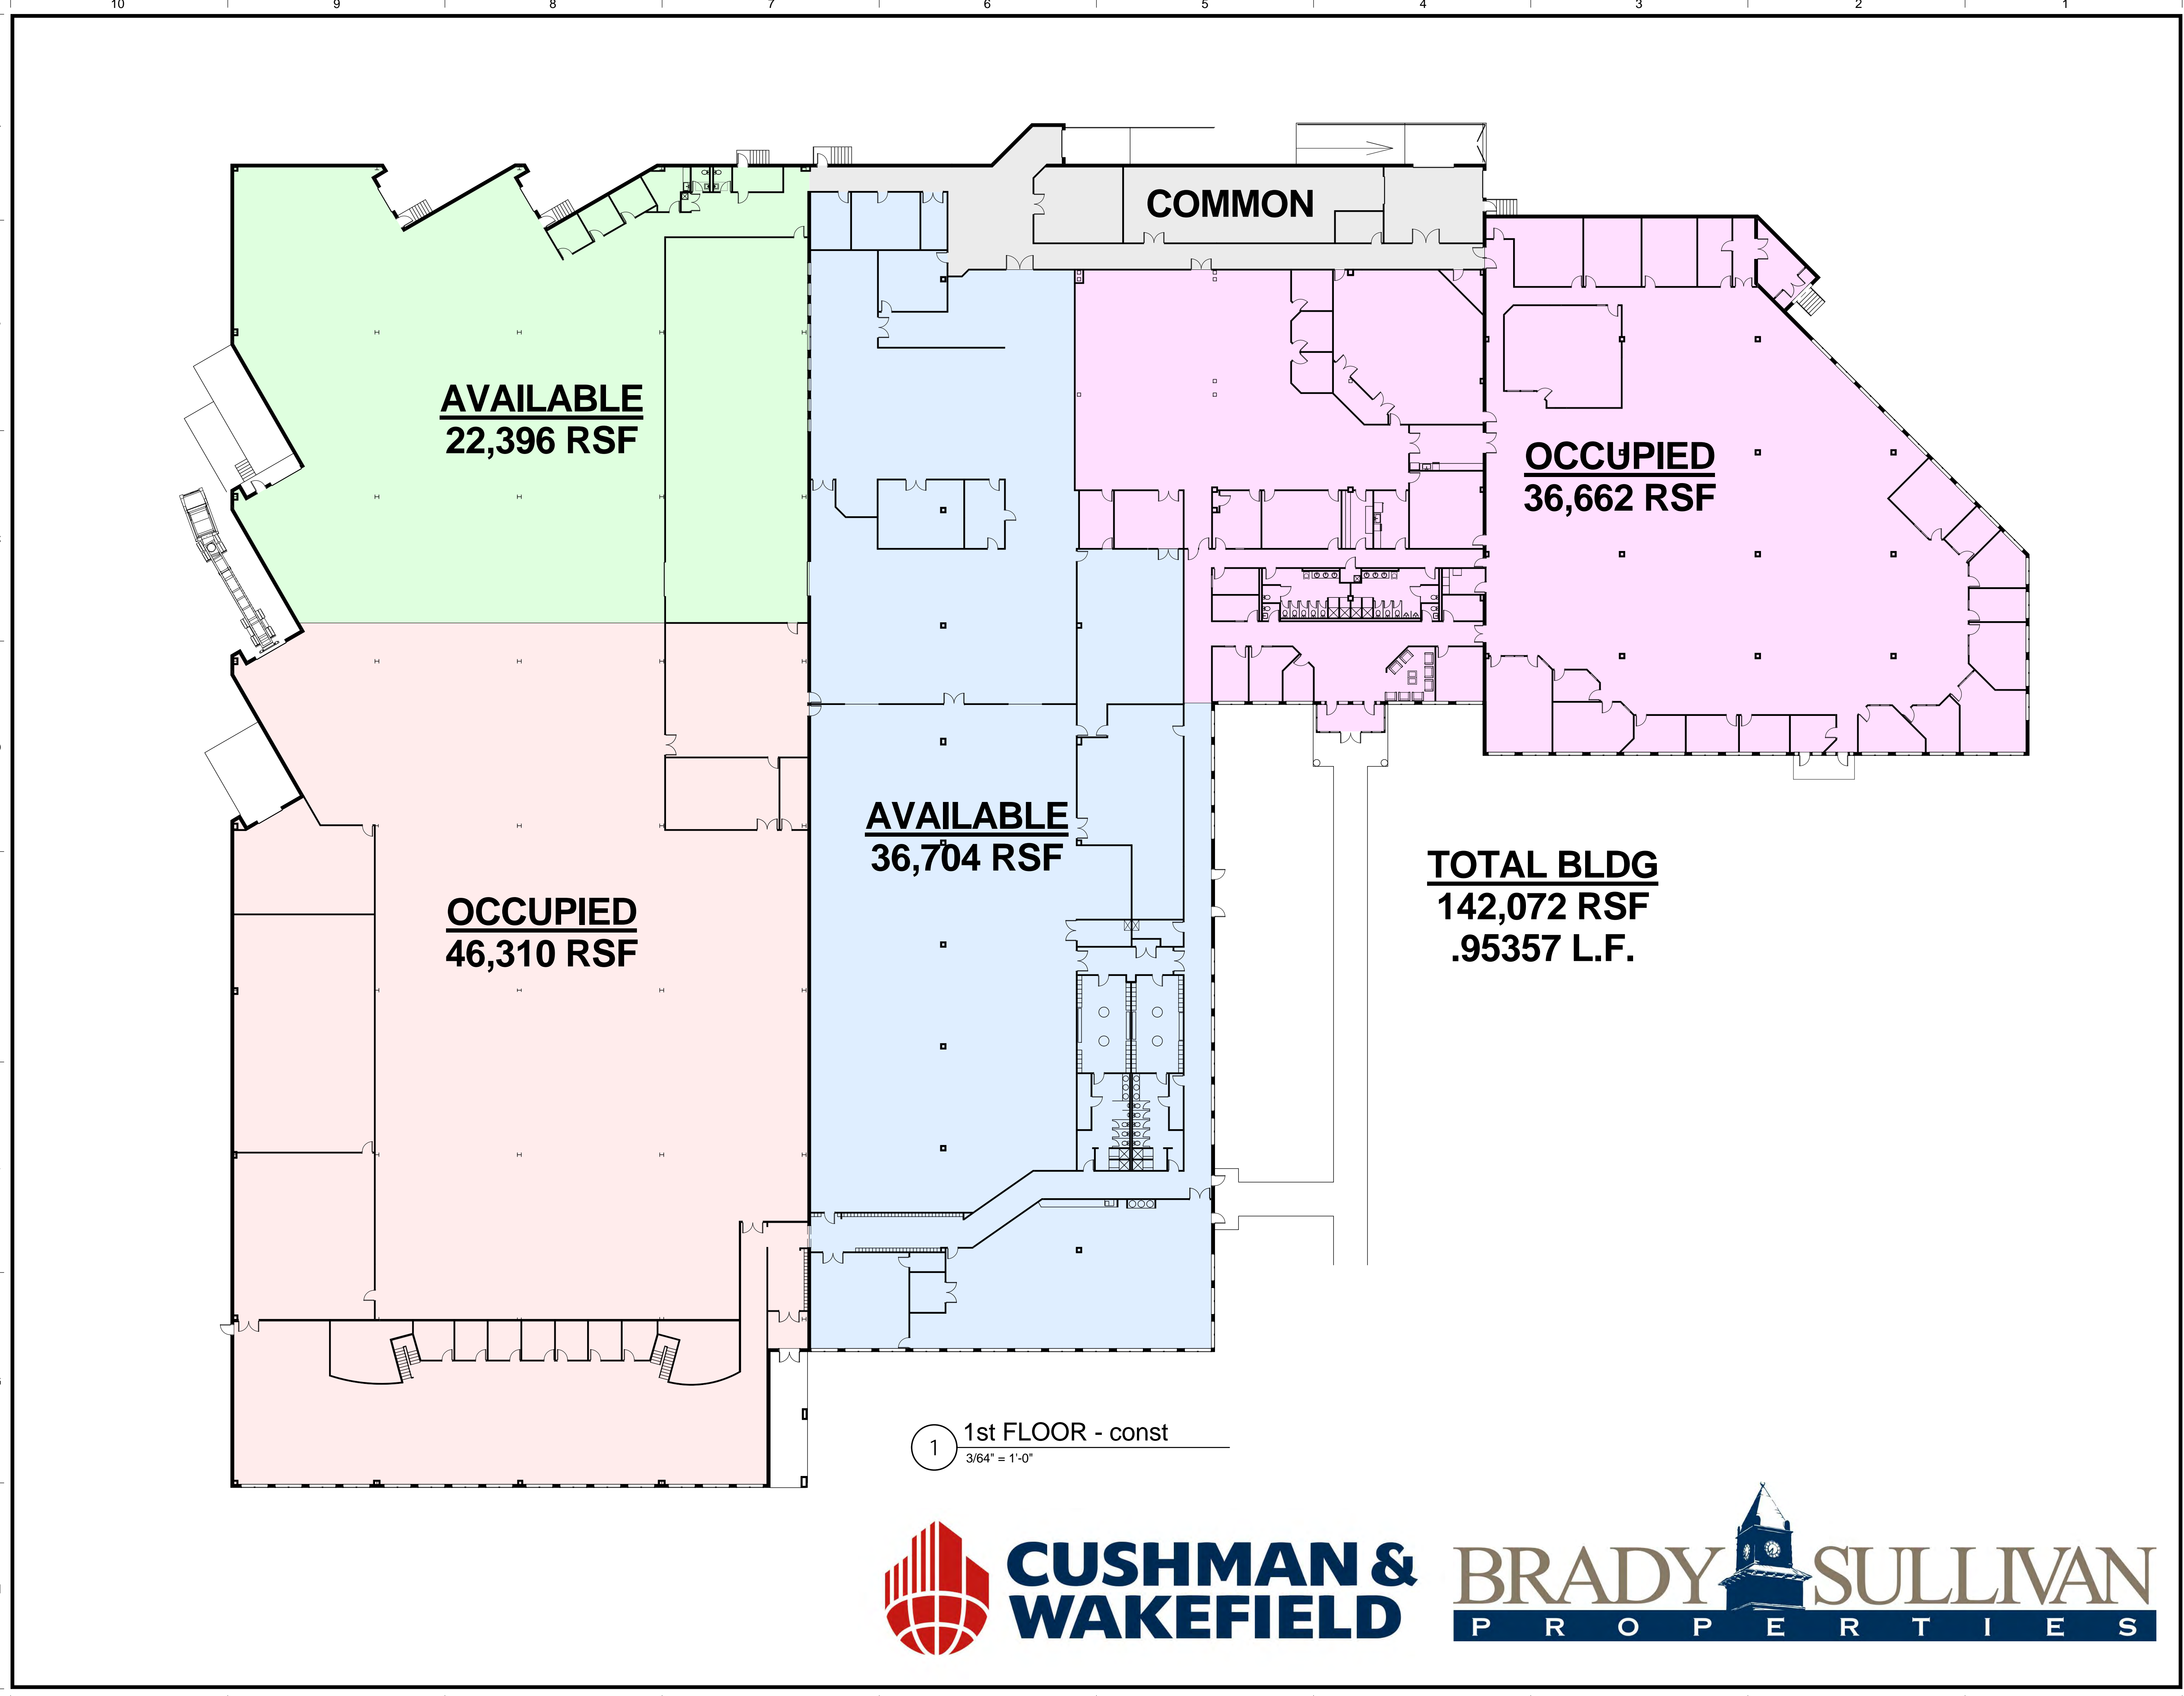 10 9 8 7 6 5 4 3 2 1
COMMON
AVAILABLE
22,396 RSF
OCCUPIED
36,662 RSF
AVAILABLE
36,704 RSF
TOTAL BLDG
142,072 RSF
.95357 L.F.
OCCUPIED
46,310 RSF
1
1st FLOOR - const
3/64" = 1'-0"
CUSHMAN &
WAKEFIELD
BRADY SULLIVAN
PROPERTIES